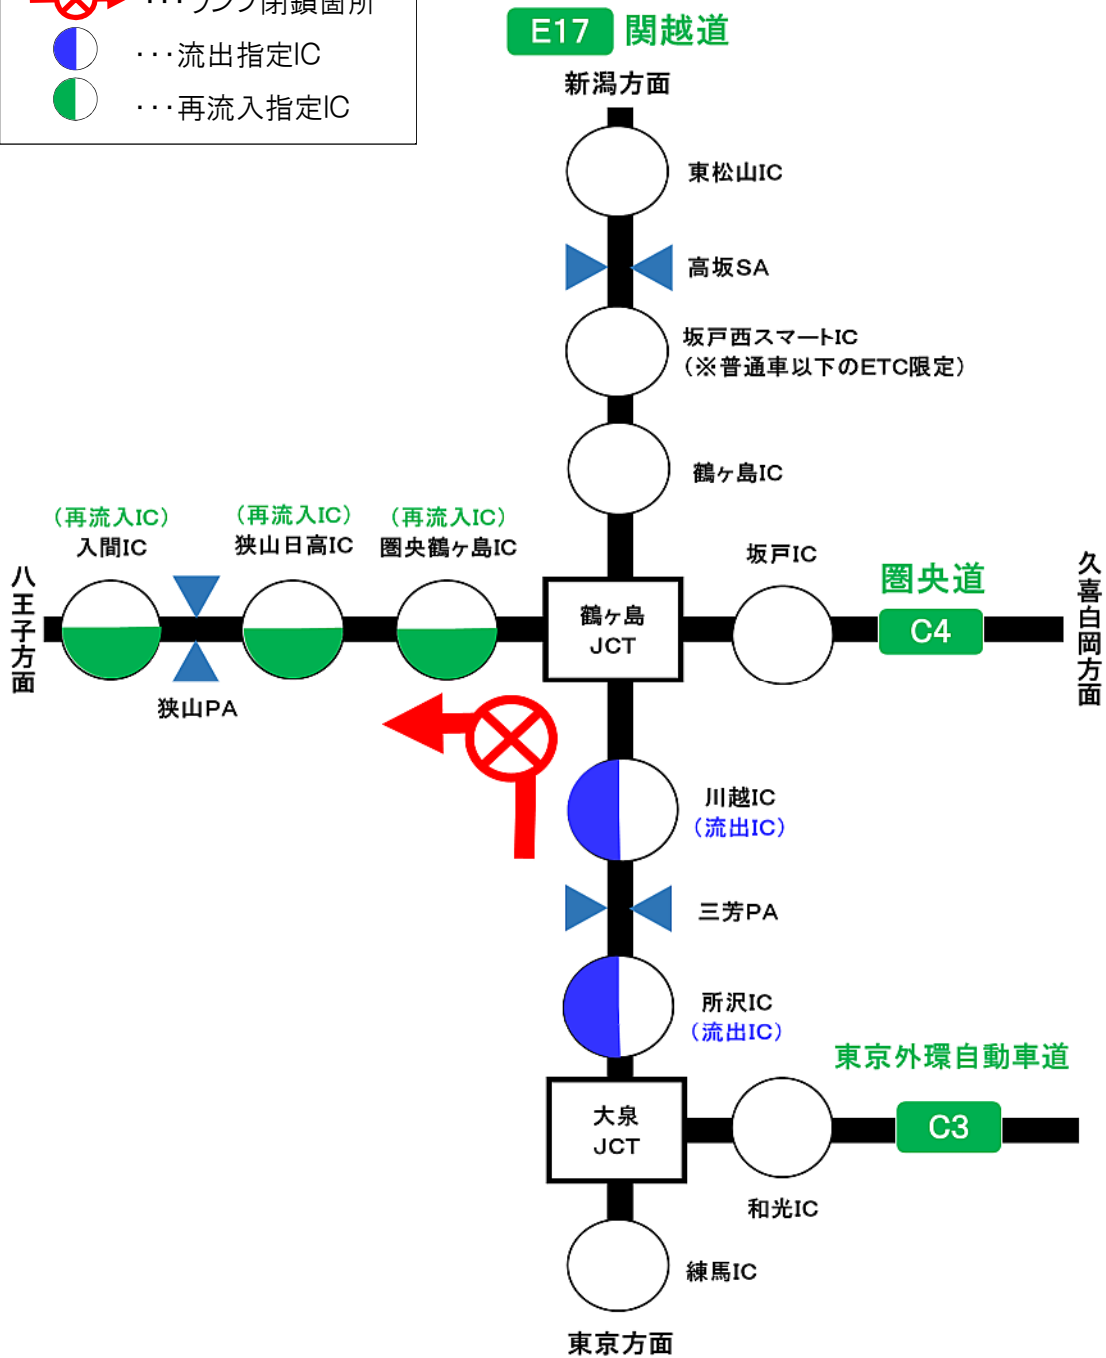 ・・・ランプ閉鎖箇所
・・・流出指定IC
・・・再流入指定IC
E17 関越道
新潟方面
東松山IC
高坂SA
坂戸西スマートIC
（※普通車以下のETC限定）
鶴ヶ島IC
（再流入IC）
入間IC
（再流入IC）
狭山日高IC
（再流入IC）
圏央鶴ヶ島IC
八王子方面
狭山PA
鶴ヶ島
JCT
坂戸IC
圏央道
C4
久喜白岡方面
川越IC
（流出IC）
三芳PA
所沢IC
（流出IC）
東京外環自動車道
C3
大泉
JCT
和光IC
練馬IC
東京方面